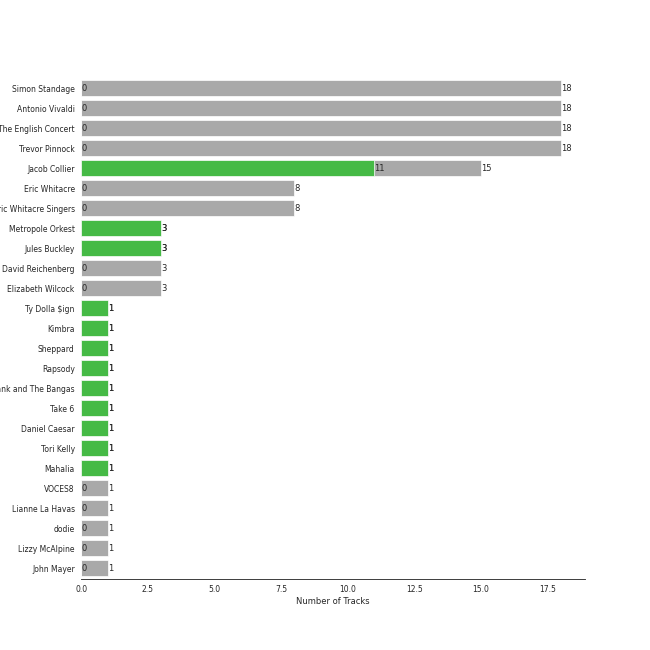 Simon Standage 0 18
Antonio Vivaldi 0 18
The English Concert 0 18
Trevor Pinnock 0 18
Jacob Collier 11 15
Eric Whitacre 0 8
ric Whitacre Singers 0 8
Metropole Orkest 3
Jules Buckley 3
David Reichenberg 0 3
Elizabeth Wilcock 0 3
Ty Dolla $ign 1
Kimbra 1
Sheppard 1
Rapsody 1
ank and The Bangas 1
Take 6 1
Daniel Caesar 1
Tori Kelly 1
Mahalia 1
VOCES8 0 1
Lianne La Havas 0 1
dodie 0 1
Lizzy McAlpine 0 1
John Mayer 0 1
0.0 2.5 5.0 7.5 10.0 12.5 15.0 17.5
Number of Tracks